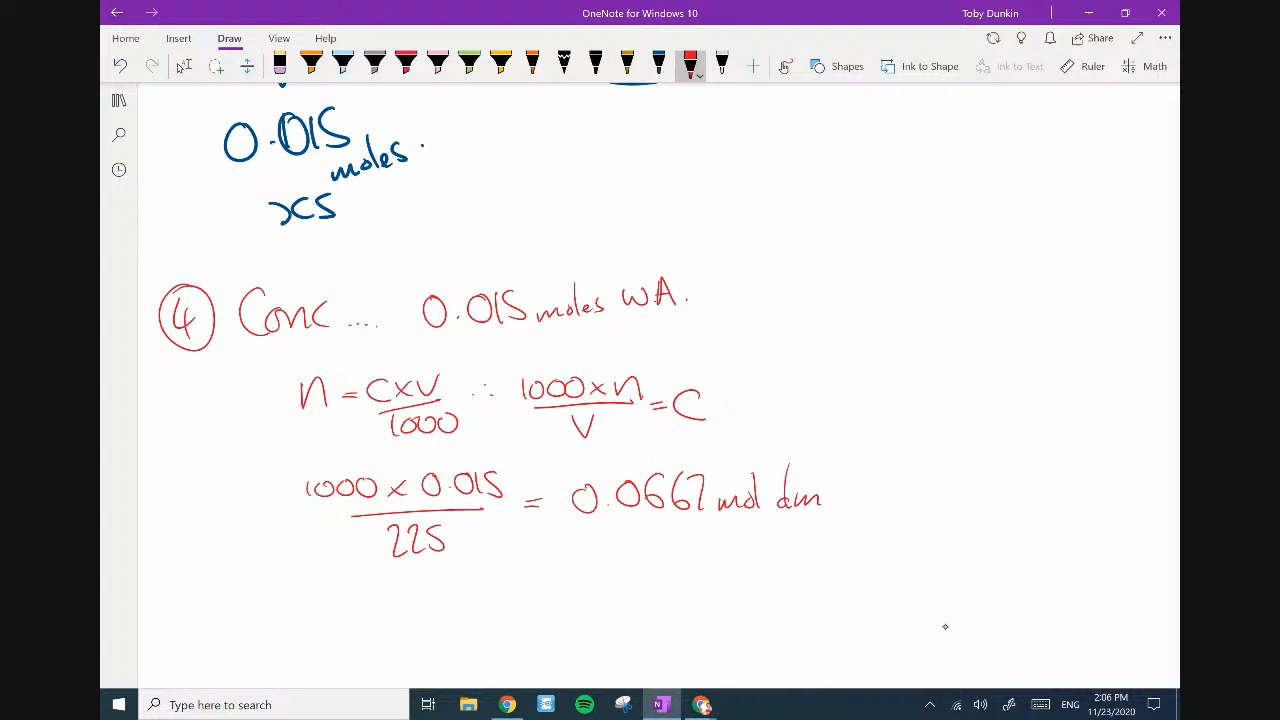 OneNote for Windows 10
Toby Dunkin
Home Insert Draw View Help
Share
Shapes Ink to Shape Ink to Text Ruler Math
0.015
moles.
xs
4 Conc .... 0.015 moles WA.
n = C x V / 1000 ∴ 1000 x n / V = C
1000 x 0.015 / 225 = 0.0667 mol dm
Type here to search
ENG
2:06 PM
11/23/2020